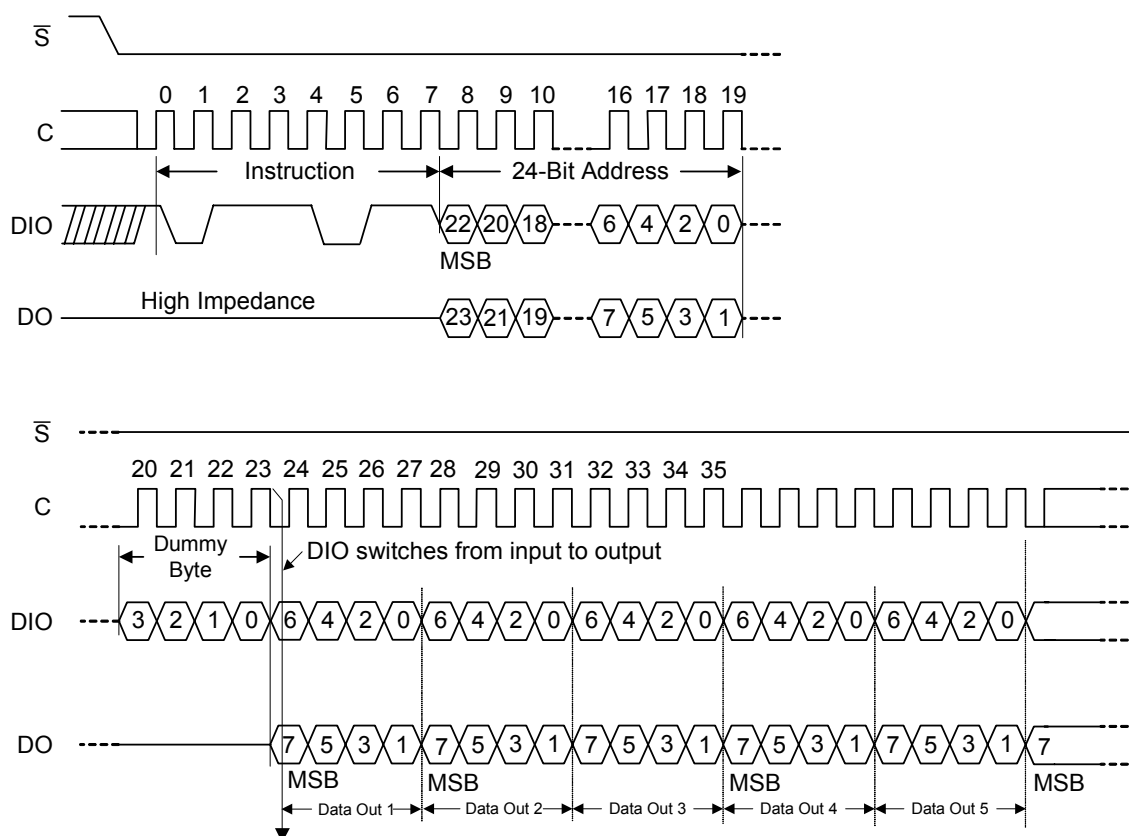 S
0 1 2 3 4 5 6 7 8 9 10 16 17 18 19
C
Instruction 24-Bit Address
DIO 22 20 18 6 4 2 0
MSB
High Impedance
DO 23 21 19 7 5 3 1
S
20 21 22 23 24 25 26 27 28 29 30 31 32 33 34 35
C
Dummy
Byte
DIO switches from input to output
DIO 3 2 1 0 6 4 2 0 6 4 2 0 6 4 2 0 6 4 2 0 6 4 2 0
DO 7 5 3 1 7 5 3 1 7 5 3 1 7 5 3 1 7 5 3 1 7
MSB MSB MSB MSB
Data Out 1 Data Out 2 Data Out 3 Data Out 4 Data Out 5